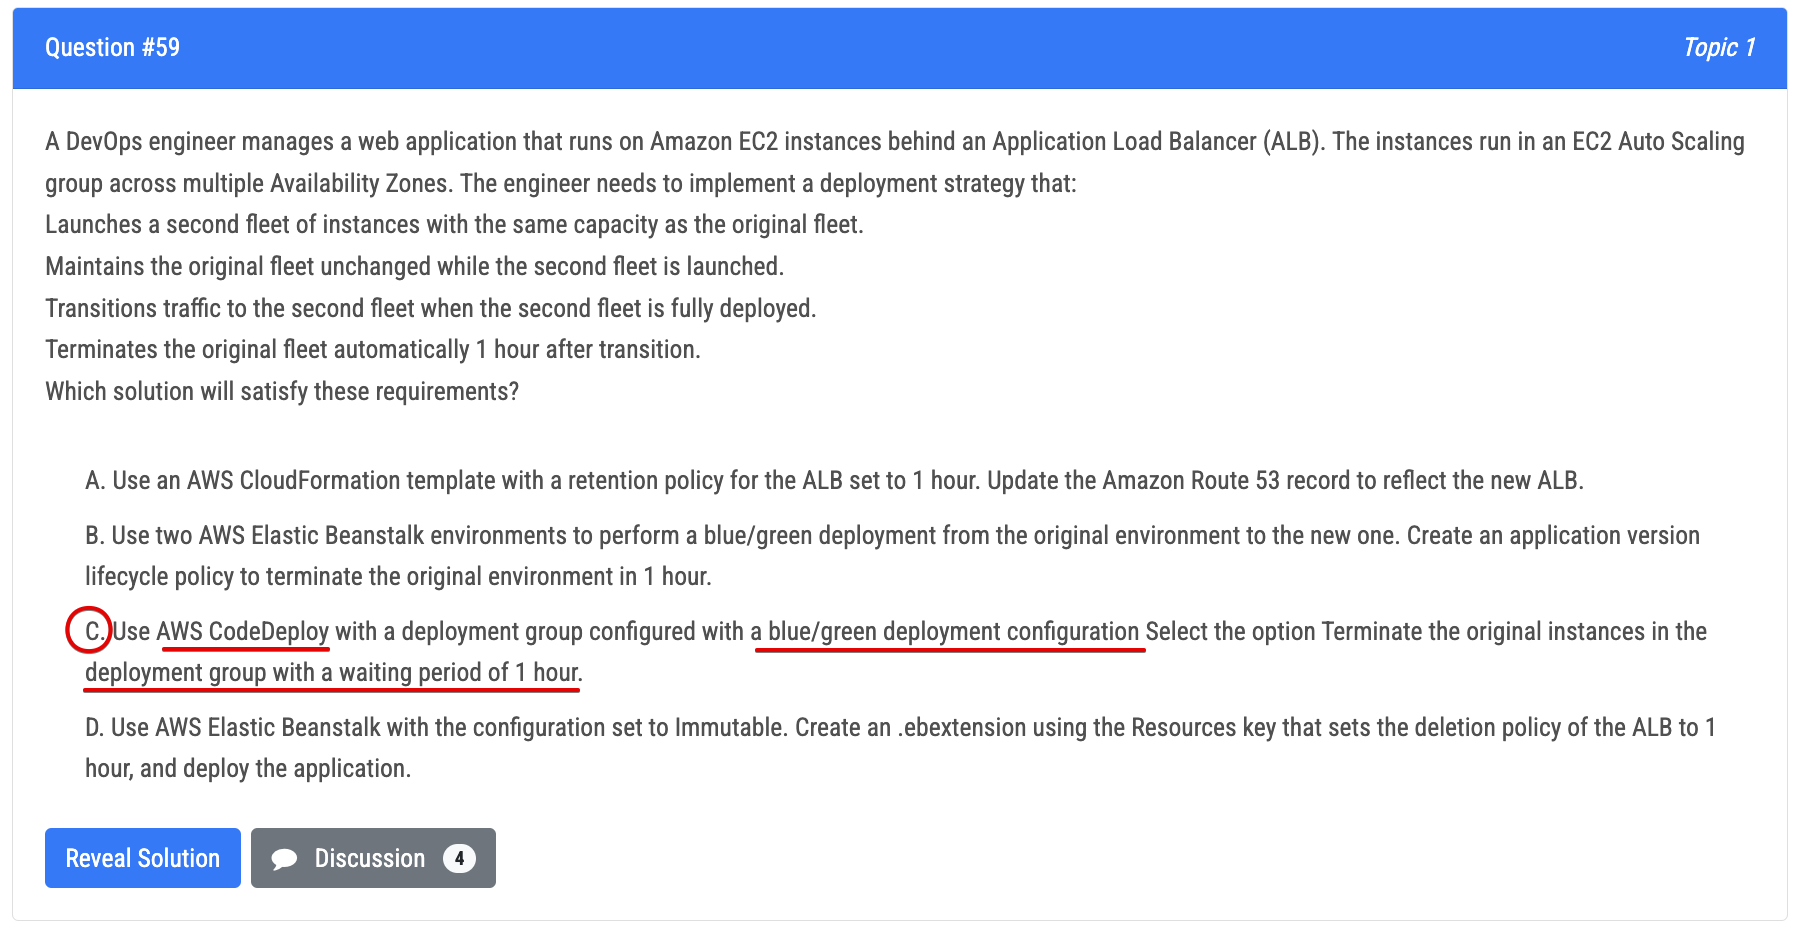 Question #59
Topic 1
A DevOps engineer manages a web application that runs on Amazon EC2 instances behind an Application Load Balancer (ALB). The instances run in an EC2 Auto Scaling
group across multiple Availability Zones. The engineer needs to implement a deployment strategy that:
Launches a second fleet of instances with the same capacity as the original fleet.
Maintains the original fleet unchanged while the second fleet is launched.
Transitions traffic to the second fleet when the second fleet is fully deployed.
Terminates the original fleet automatically 1 hour after transition.
Which solution will satisfy these requirements?
A. Use an AWS CloudFormation template with a retention policy for the ALB set to 1 hour. Update the Amazon Route 53 record to reflect the new ALB.
B. Use two AWS Elastic Beanstalk environments to perform a blue/green deployment from the original environment to the new one. Create an application version
lifecycle policy to terminate the original environment in 1 hour.
C. Use AWS CodeDeploy with a deployment group configured with a blue/green deployment configuration Select the option Terminate the original instances in the
deployment group with a waiting period of 1 hour.
D. Use AWS Elastic Beanstalk with the configuration set to Immutable. Create an .ebextension using the Resources key that sets the deletion policy of the ALB to 1
hour, and deploy the application.
Reveal Solution
Discussion 4